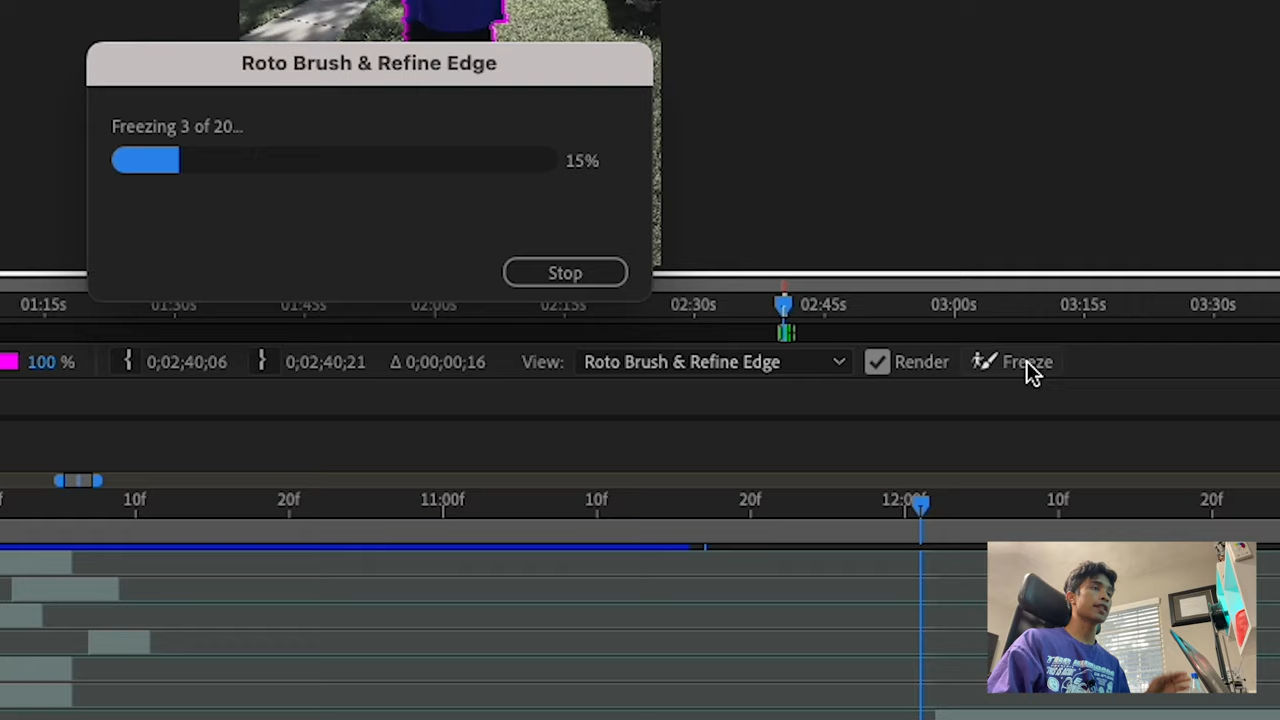 Roto Brush & Refine Edge
Freezing 3 of 20...
15%
Stop
01:15s 01:30s 01:45s 02:00s 02:15s 02:30s 02:45s 03:00s 03:15s 03:30s
100 % 0;02;40;06 0;02;40;21 Δ 0;00;00;16 View: Roto Brush & Refine Edge Render Freeze
10f 20f 11:00f 10f 20f 12:00f 10f 20f